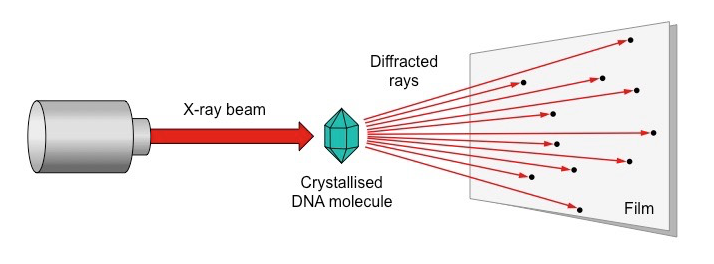 X-ray beam
Diffracted
rays
Crystallised
DNA molecule
Film